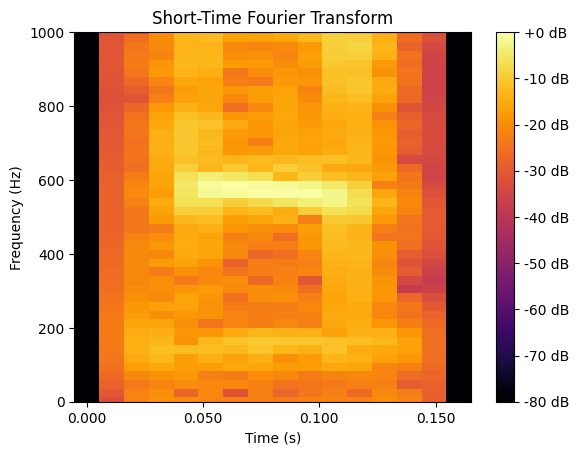 Short-Time Fourier Transform
1000
800
600
400
200
0
Frequency (Hz)
0.000
0.050
0.100
0.150
Time (s)
+0 dB
-10 dB
-20 dB
-30 dB
-40 dB
-50 dB
-60 dB
-70 dB
-80 dB